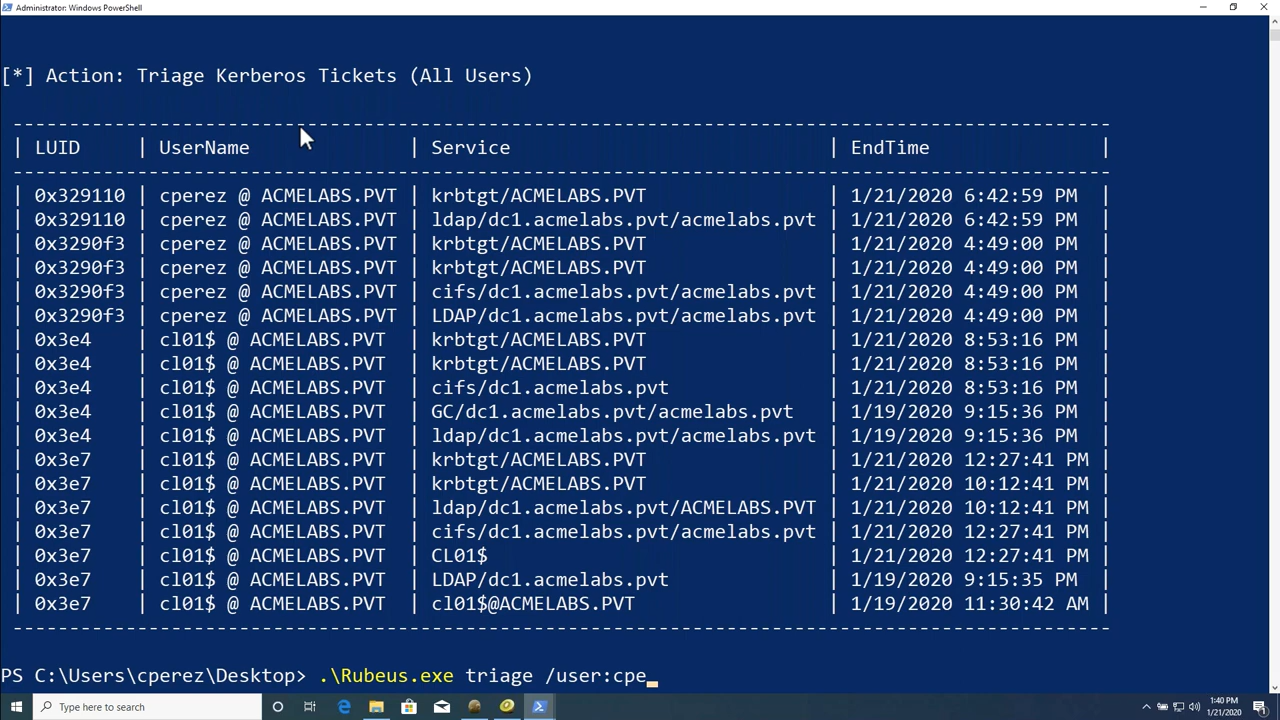 Administrator: Windows PowerShell
[*] Action: Triage Kerberos Tickets (All Users)
---------------------------------------------------------------------------------------------------
| LUID     | UserName                | Service                              | EndTime               |
---------------------------------------------------------------------------------------------------
| 0x329110 | cperez @ ACMELABS.PVT | krbtgt/ACMELABS.PVT                  | 1/21/2020 6:42:59 PM  |
| 0x329110 | cperez @ ACMELABS.PVT | ldap/dc1.acmelabs.pvt/acmelabs.pvt | 1/21/2020 6:42:59 PM  |
| 0x3290f3 | cperez @ ACMELABS.PVT | krbtgt/ACMELABS.PVT                  | 1/21/2020 4:49:00 PM  |
| 0x3290f3 | cperez @ ACMELABS.PVT | krbtgt/ACMELABS.PVT                  | 1/21/2020 4:49:00 PM  |
| 0x3290f3 | cperez @ ACMELABS.PVT | cifs/dc1.acmelabs.pvt/acmelabs.pvt | 1/21/2020 4:49:00 PM  |
| 0x3290f3 | cperez @ ACMELABS.PVT | LDAP/dc1.acmelabs.pvt/acmelabs.pvt | 1/21/2020 4:49:00 PM  |
| 0x3e4    | cl01$ @ ACMELABS.PVT  | krbtgt/ACMELABS.PVT                  | 1/21/2020 8:53:16 PM  |
| 0x3e4    | cl01$ @ ACMELABS.PVT  | krbtgt/ACMELABS.PVT                  | 1/21/2020 8:53:16 PM  |
| 0x3e4    | cl01$ @ ACMELABS.PVT  | cifs/dc1.acmelabs.pvt                | 1/21/2020 8:53:16 PM  |
| 0x3e4    | cl01$ @ ACMELABS.PVT  | GC/dc1.acmelabs.pvt/acmelabs.pvt   | 1/19/2020 9:15:36 PM  |
| 0x3e4    | cl01$ @ ACMELABS.PVT  | ldap/dc1.acmelabs.pvt/acmelabs.pvt | 1/19/2020 9:15:36 PM  |
| 0x3e7    | cl01$ @ ACMELABS.PVT  | krbtgt/ACMELABS.PVT                  | 1/21/2020 12:27:41 PM |
| 0x3e7    | cl01$ @ ACMELABS.PVT  | krbtgt/ACMELABS.PVT                  | 1/21/2020 10:12:41 PM |
| 0x3e7    | cl01$ @ ACMELABS.PVT  | ldap/dc1.acmelabs.pvt/ACMELABS.PVT | 1/21/2020 10:12:41 PM |
| 0x3e7    | cl01$ @ ACMELABS.PVT  | cifs/dc1.acmelabs.pvt/acmelabs.pvt | 1/21/2020 12:27:41 PM |
| 0x3e7    | cl01$ @ ACMELABS.PVT  | CL01$                                | 1/21/2020 12:27:41 PM |
| 0x3e7    | cl01$ @ ACMELABS.PVT  | LDAP/dc1.acmelabs.pvt                | 1/19/2020 9:15:35 PM  |
| 0x3e7    | cl01$ @ ACMELABS.PVT  | cl01$@ACMELABS.PVT                   | 1/19/2020 11:30:42 AM |
---------------------------------------------------------------------------------------------------
PS C:\Users\cperez\Desktop> .\Rubeus.exe triage /user:cpe_
Type here to search
1:40 PM
1/21/2020
1